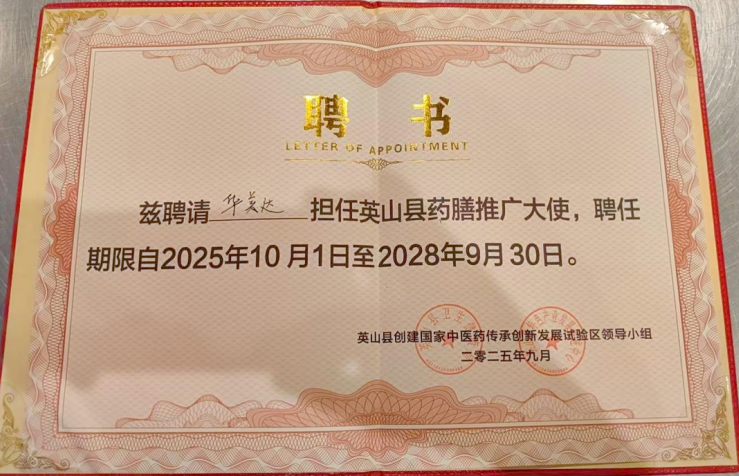 聘 书
LETTER OF APPOINTMENT
兹聘请华英达担任英山县药膳推广大使，聘任
期限自2025年10月1日至2028年9月30日。
英山县创建国家中医药传承创新发展试验区领导小组
二零二五年九月